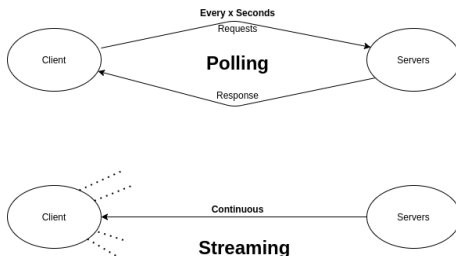 Every x Seconds
Requests
Client
Polling
Servers
Response
Client
Continuous
Servers
Streaming